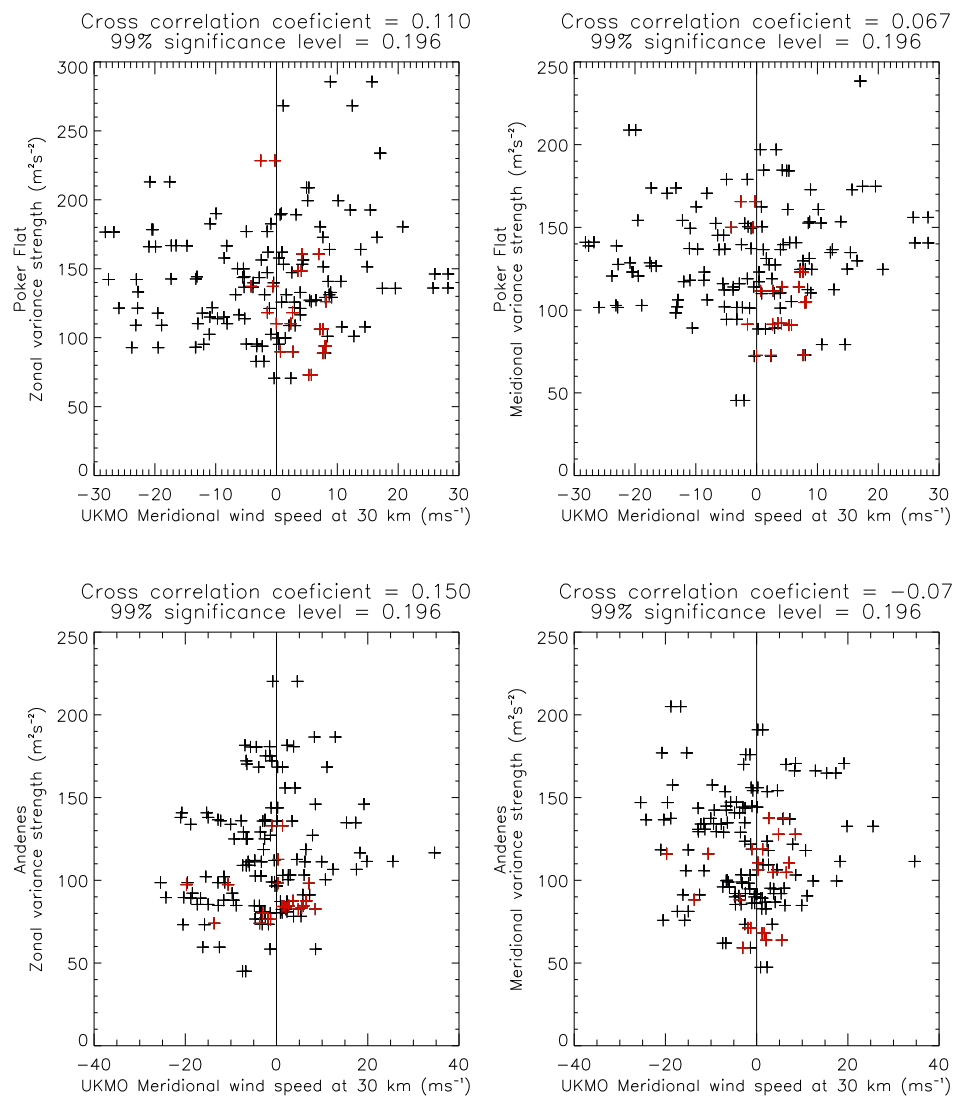 Cross correlation coeficient = 0.110
99% significance level = 0.196
300
250
200
150
100
50
0
Poker Flat
Zonal variance strength (m²s⁻²)
−30 −20 −10 0 10 20 30
UKMO Meridional wind speed at 30 km (ms⁻¹)
Cross correlation coeficient = 0.067
99% significance level = 0.196
250
200
150
100
50
0
Poker Flat
Meidional variance strength (m²s⁻²)
−30 −20 −10 0 10 20 30
UKMO Meridional wind speed at 30 km (ms⁻¹)
Cross correlation coeficient = 0.150
99% significance level = 0.196
250
200
150
100
50
0
Andenes
Zonal variance strength (m²s⁻²)
−40 −20 0 20 40
UKMO Meridional wind speed at 30 km (ms⁻¹)
Cross correlation coeficient = −0.07
99% significance level = 0.196
250
200
150
100
50
0
Andenes
Meridional variance strength (m²s⁻²)
−40 −20 0 20 40
UKMO Meridional wind speed at 30 km (ms⁻¹)